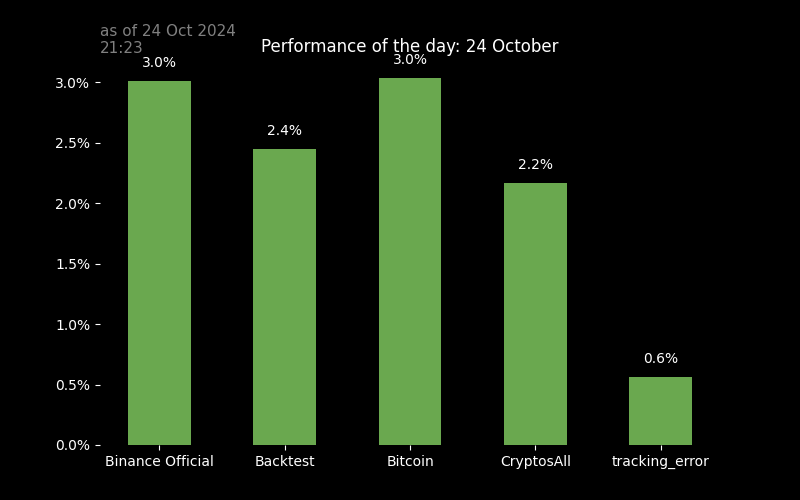 as of 24 Oct 2024
21:23
Performance of the day: 24 October
3.0%
2.4%
3.0%
2.2%
0.6%
3.0%
2.5%
2.0%
1.5%
1.0%
0.5%
0.0%
Binance Official
Backtest
Bitcoin
CryptosAll
tracking_error